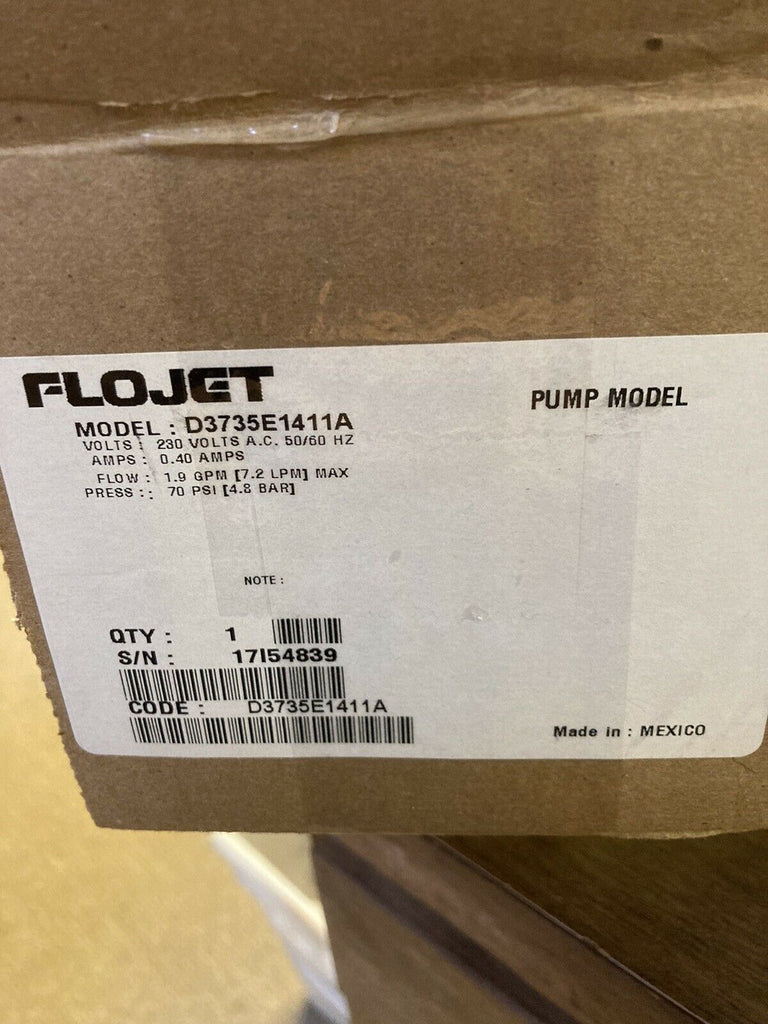 FLOJET
PUMP MODEL
MODEL : D3735E1411A
VOLTS : 230 VOLTS A.C. 50/60 HZ
AMPS : 0.40 AMPS
FLOW : 1.9 GPM [7.2 LPM] MAX
PRESS : : 70 PSI [4.8 BAR]
NOTE :
QTY : 1
S/N : 17I54839
CODE : D3735E1411A
Made in : MEXICO